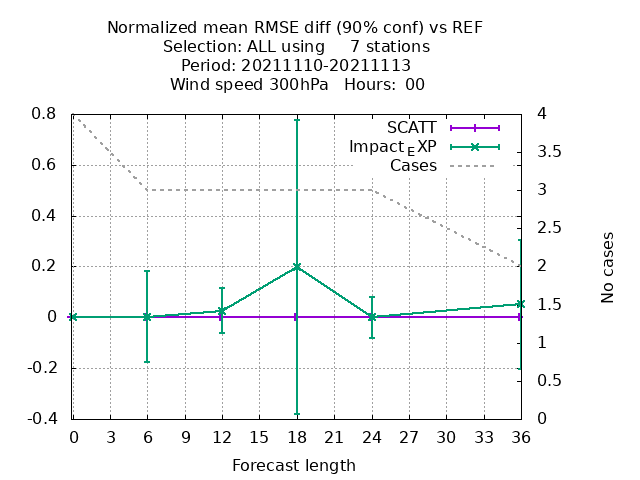 Normalized mean RMSE diff (90% conf) vs REF
Selection: ALL using 7 stations
Period: 20211110-20211113
Wind speed 300hPa Hours: 00
SCATT
Impact_EXP
Cases
0.8
0.6
0.4
0.2
0
-0.2
-0.4
4
3.5
3
2.5
2
1.5
1
0.5
0
No cases
0 3 6 9 12 15 18 21 24 27 30 33 36
Forecast length